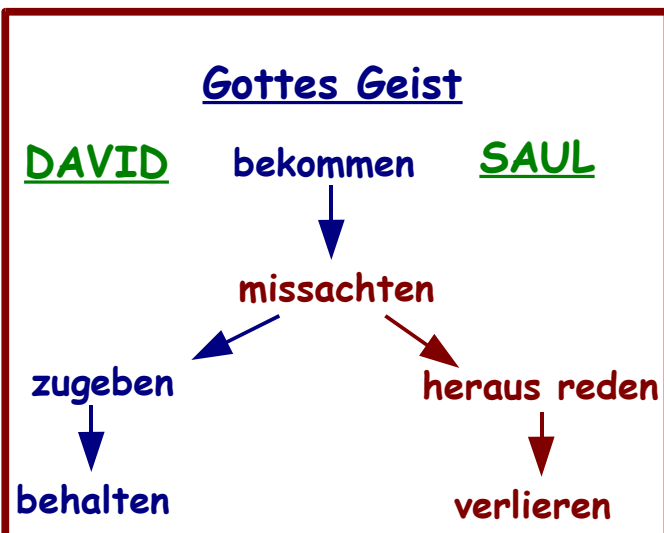 Gottes Geist
DAVID bekommen SAUL
missachten
zugeben heraus reden
behalten verlieren